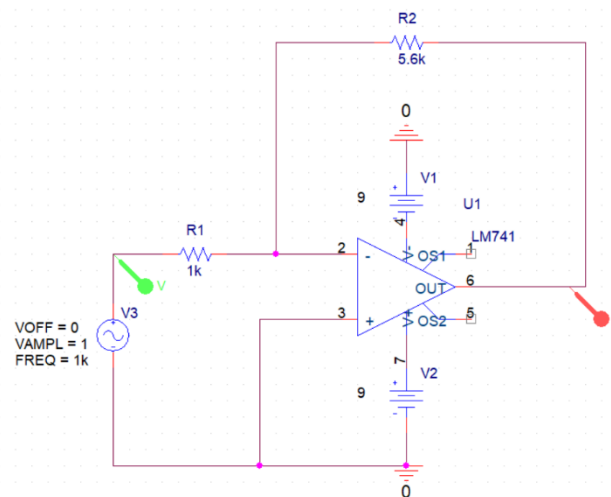 R2
5.6k
0
V1
9
U1
R1
1k
4
V-
LM741
OS1
1
2
-
V
OUT
6
V3
VOFF = 0
VAMPL = 1
FREQ = 1k
3
+
OS2
5
V+
7
V2
9
0